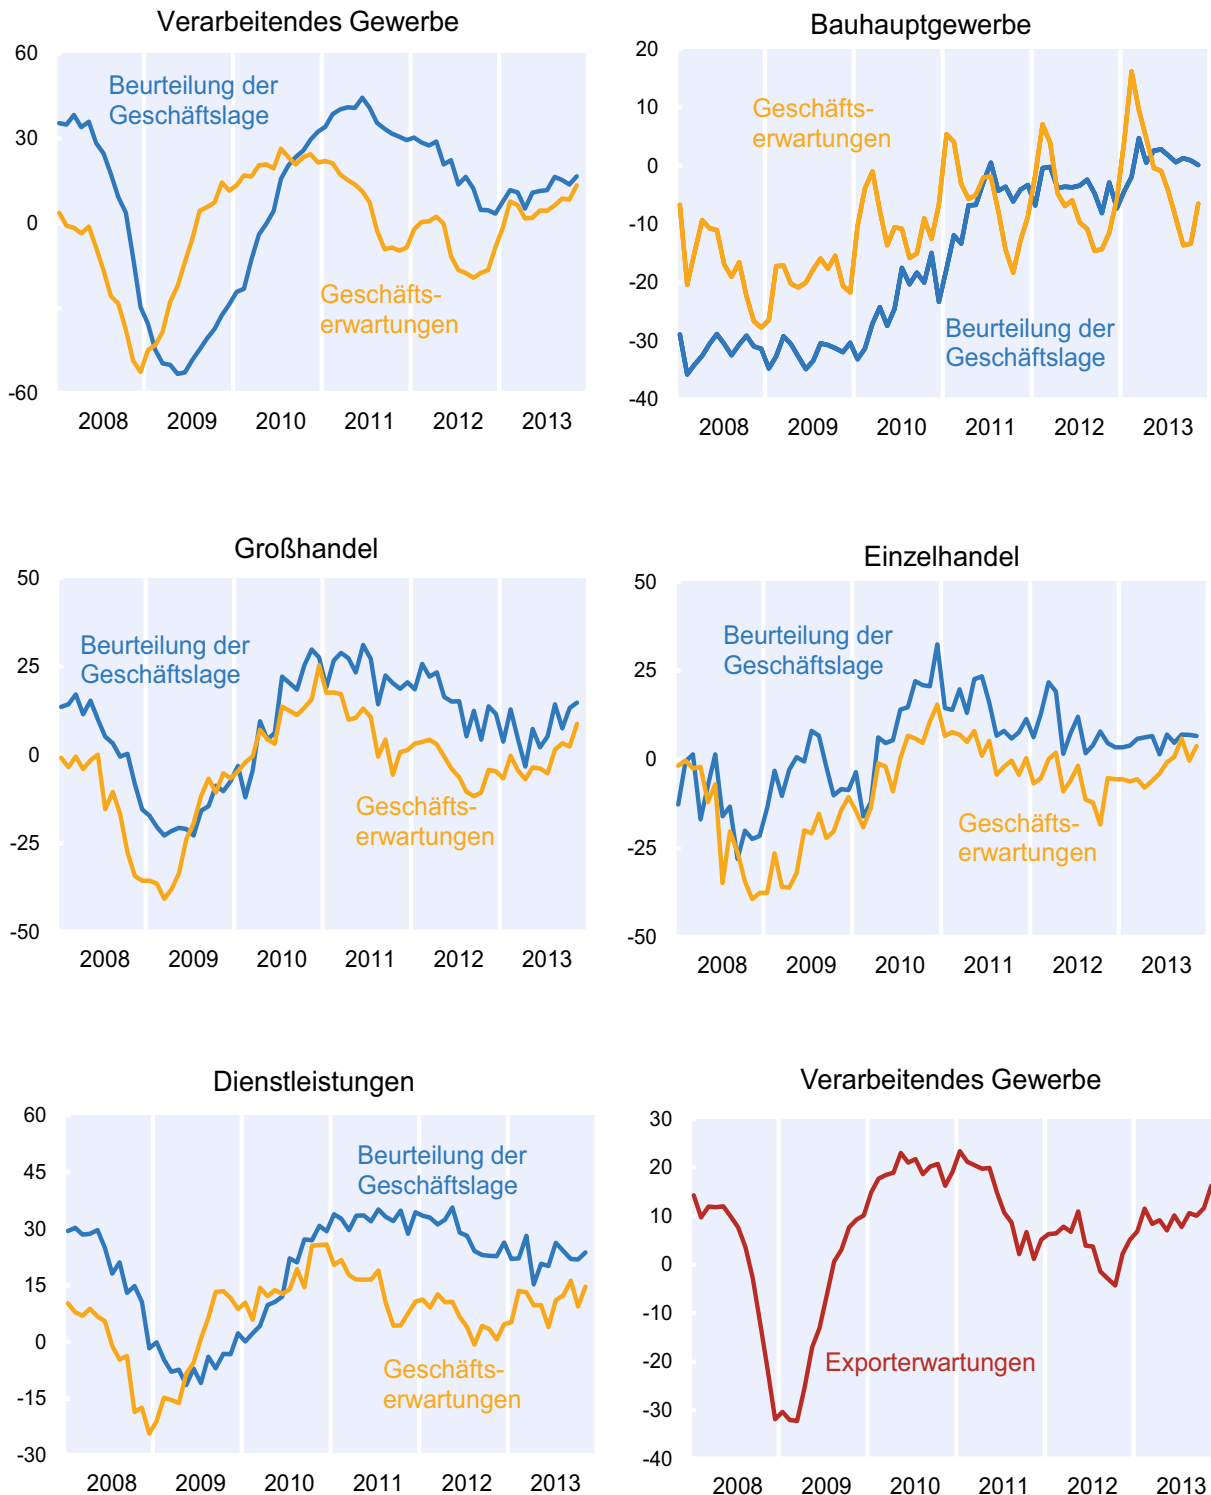 Verarbeitendes Gewerbe
60
30
0
-60
Beurteilung der
Geschäftslage
Geschäfts-
erwartungen
2008 2009 2010 2011 2012 2013
Bauhauptgewerbe
20
10
0
-10
-20
-30
-40
Geschäfts-
erwartungen
Beurteilung der
Geschäftslage
2008 2009 2010 2011 2012 2013
Großhandel
50
25
0
-25
-50
Beurteilung der
Geschäftslage
Geschäfts-
erwartungen
2008 2009 2010 2011 2012 2013
Einzelhandel
50
25
0
-25
-50
Beurteilung der
Geschäftslage
Geschäfts-
erwartungen
2008 2009 2010 2011 2012 2013
Dienstleistungen
60
45
30
15
0
-15
-30
Beurteilung der
Geschäftslage
Geschäfts-
erwartungen
2008 2009 2010 2011 2012 2013
Verarbeitendes Gewerbe
30
20
10
0
-10
-20
-30
-40
Exporterwartungen
2008 2009 2010 2011 2012 2013